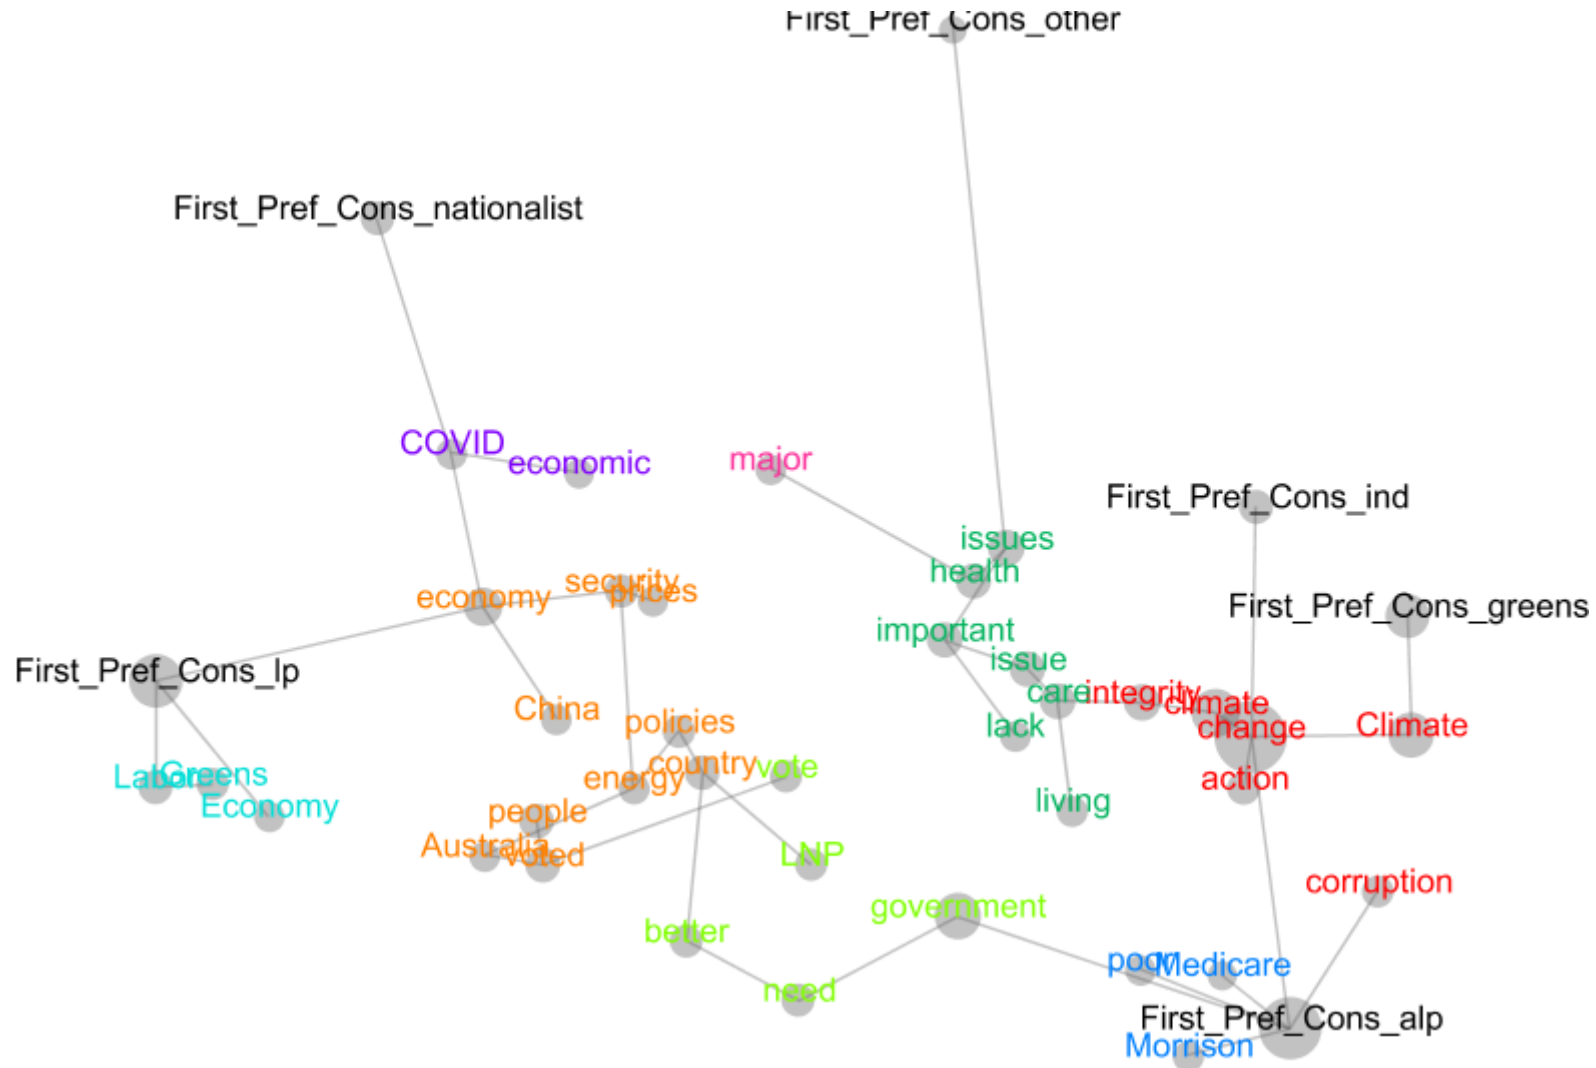 First_Pref_Cons_other
First_Pref_Cons_nationalist
COVID
economic
major
First_Pref_Cons_ind
issues
health
security
prices
economy
First_Pref_Cons_greens
important
issue
First_Pref_Cons_lp
care
integrity
climate
China
policies
lack
change
Climate
Labor
Greens
country
vote
energy
action
Economy
people
living
Australia
voted
LNP
corruption
government
better
poor
Medicare
need
First_Pref_Cons_alp
Morrison